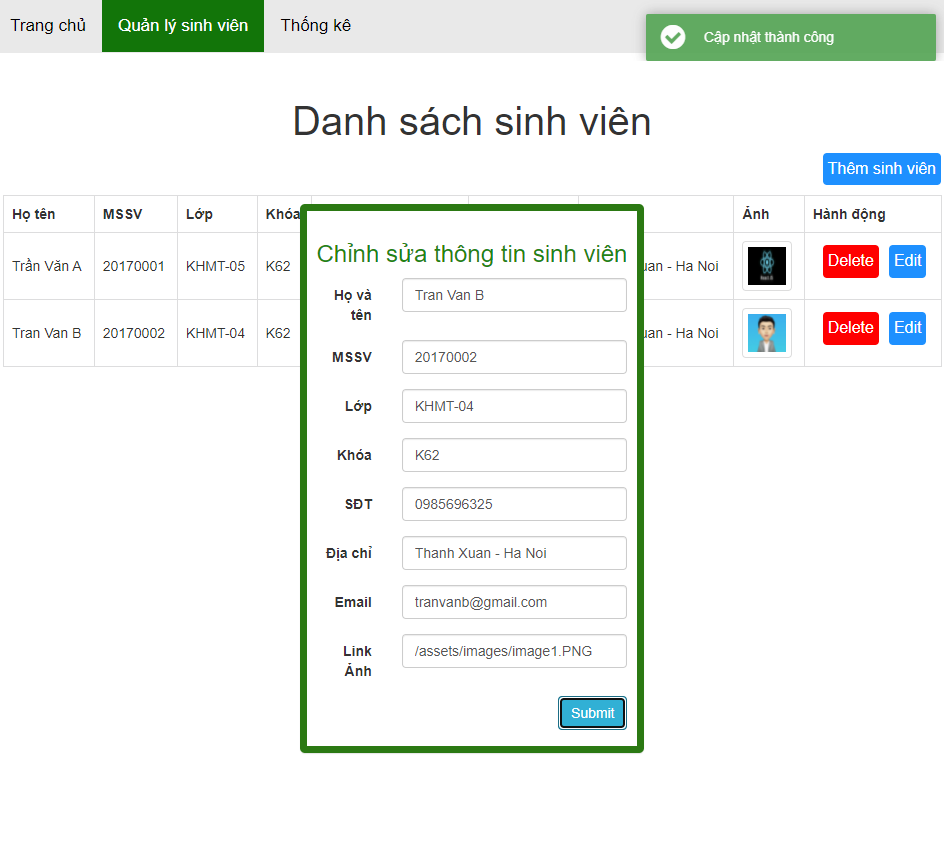 Trang chủ Quản lý sinh viên Thống kê
Cập nhật thành công
Danh sách sinh viên
Thêm sinh viên
Họ tên MSSV Lớp Khóa Ảnh Hành động
Trần Văn A 20170001 KHMT-05 K62 uan - Ha Noi Delete Edit
Tran Van B 20170002 KHMT-04 K62 uan - Ha Noi Delete Edit
Chỉnh sửa thông tin sinh viên
Họ và tên Tran Van B
MSSV 20170002
Lớp KHMT-04
Khóa K62
SĐT 0985696325
Địa chỉ Thanh Xuan - Ha Noi
Email tranvanb@gmail.com
Link Ảnh /assets/images/image1.PNG
Submit